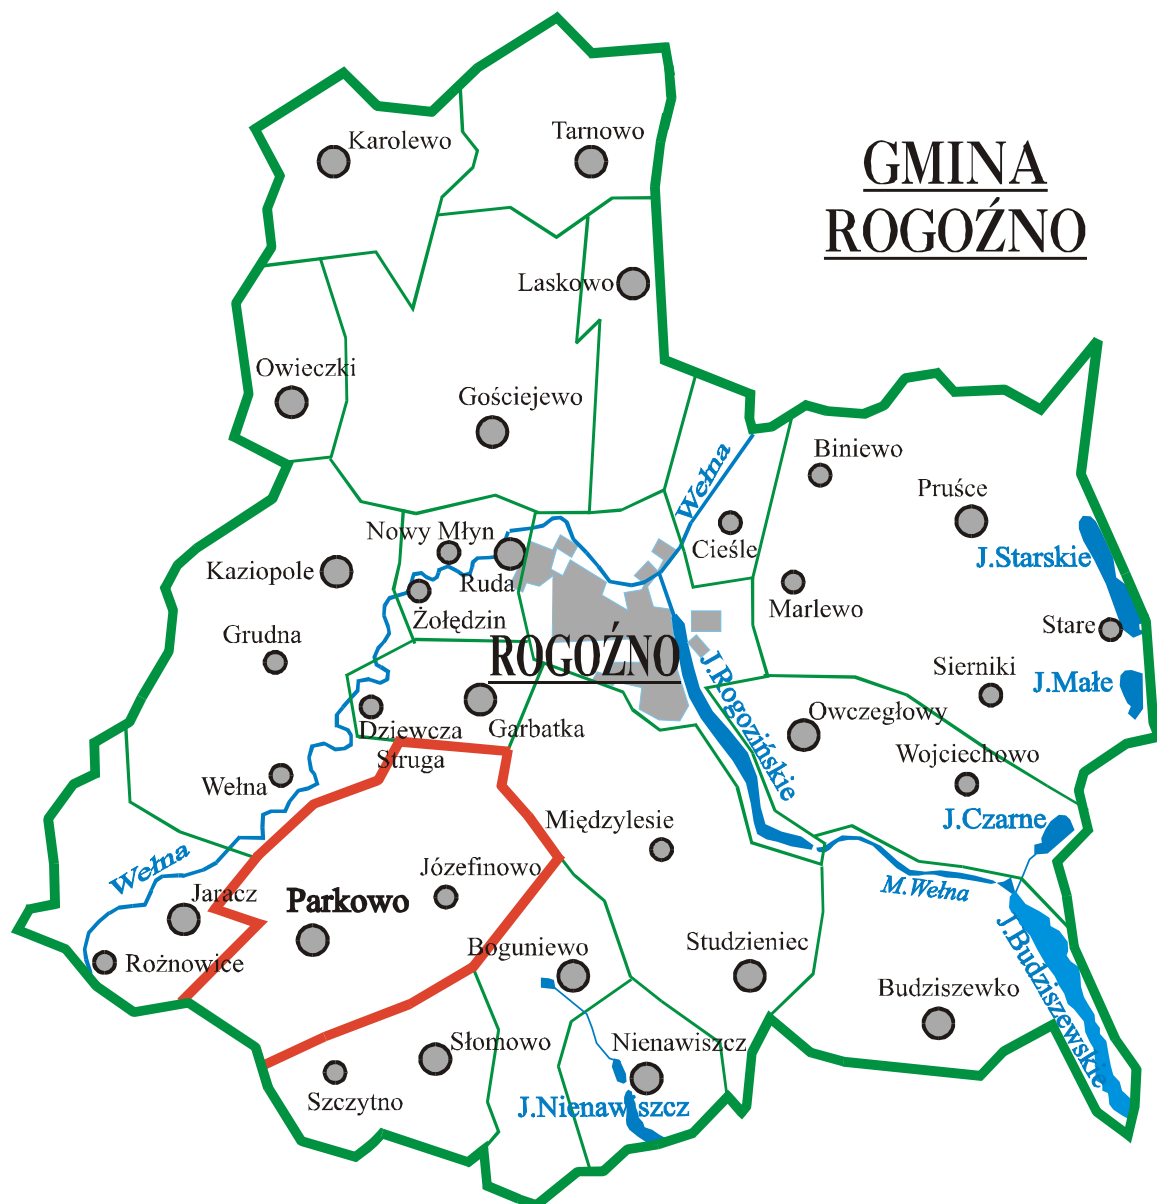 Tarnowo
Karolewo
GMINA
ROGOŹNO
Laskowo
Owieczki
Gościejewo
Biniewo
Wełna
Pruśce
Nowy Młyn
Cieśle
J.Starskie
Kaziopole
Ruda
Marlewo
Żołędzin
Stare
Grudna
ROGOŹNO
Sierniki
J.Małe
J.Rogozińskie
Owczegłowy
Dziewcza
Struga
Garbatka
Wojciechowo
Wełna
J.Czarne
Międzylesie
Wełna
Józefinowo
M.Wełna
Jaracz
Parkowo
Boguniewo
Studzieniec
J.Budziszewskie
Rożnowice
Budziszewko
Słomowo
Nienawiszcz
Szczytno
J.Nienawiszcz